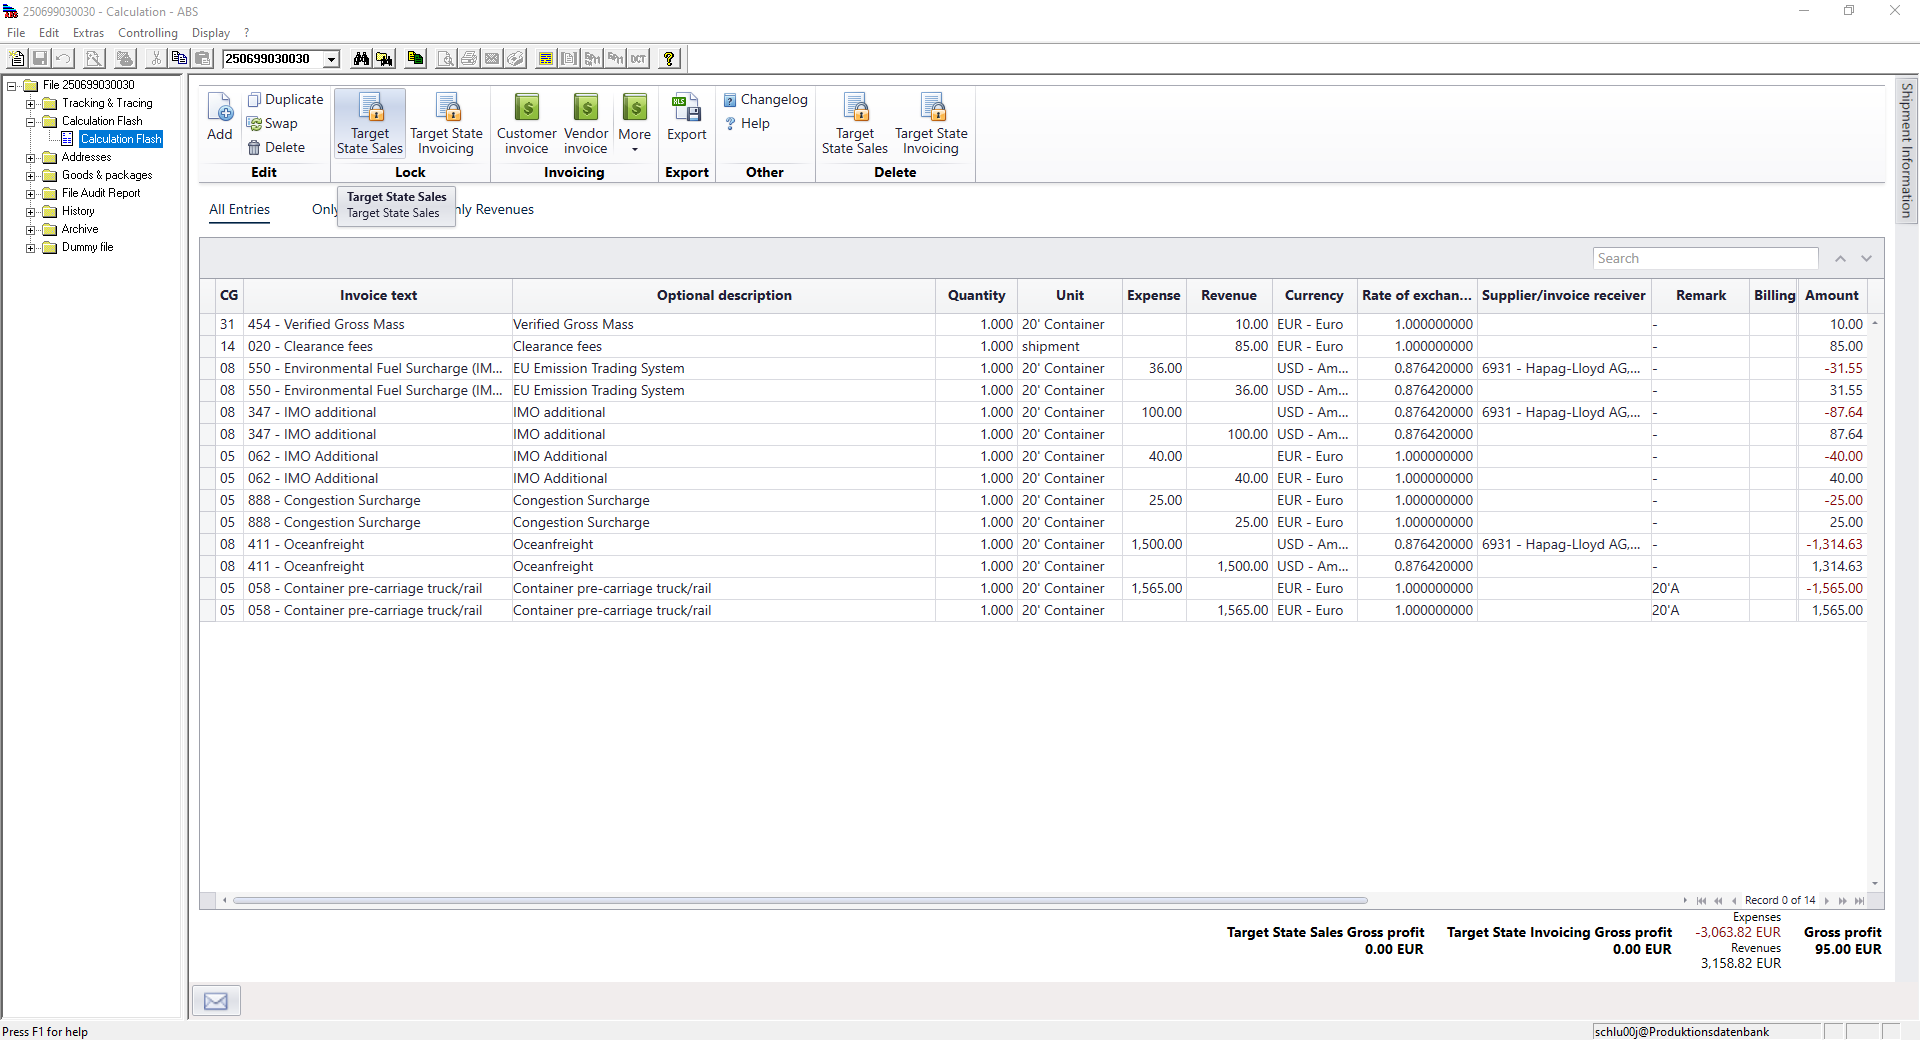 250699030030 - Calculation - ABS
File Edit Extras Controlling Display ?
250699030030
File 250699030030
Tracking & Tracing
Calculation Flash
Calculation Flash
Addresses
Goods & packages
File Audit Report
History
Archive
Dummy file
Add
Duplicate
Swap
Delete
Edit
Target State Sales
Target State Invoicing
Lock
Customer invoice
Vendor invoice
More
Invoicing
XLS
Export
Export
Changelog
Help
Other
Target State Sales
Target State Invoicing
Delete
Shipment Information
All Entries
Target State Sales
Target State Sales
Revenues
Search
CG Invoice text Optional description Quantity Unit Expense Revenue Currency Rate of exchan... Supplier/invoice receiver Remark Billing Amount
31 454 - Verified Gross Mass Verified Gross Mass 1.000 20' Container 10.00 EUR - Euro 1.000000000 - 10.00
14 020 - Clearance fees Clearance fees 1.000 shipment 85.00 EUR - Euro 1.000000000 - 85.00
08 550 - Environmental Fuel Surcharge (IM... EU Emission Trading System 1.000 20' Container 36.00 USD - Am... 0.876420000 6931 - Hapag-Lloyd AG,... - -31.55
08 550 - Environmental Fuel Surcharge (IM... EU Emission Trading System 1.000 20' Container 36.00 USD - Am... 0.876420000 - 31.55
08 347 - IMO additional IMO additional 1.000 20' Container 100.00 USD - Am... 0.876420000 6931 - Hapag-Lloyd AG,... - -87.64
08 347 - IMO additional IMO additional 1.000 20' Container 100.00 USD - Am... 0.876420000 - 87.64
05 062 - IMO Additional IMO Additional 1.000 20' Container 40.00 EUR - Euro 1.000000000 - -40.00
05 062 - IMO Additional IMO Additional 1.000 20' Container 40.00 EUR - Euro 1.000000000 - 40.00
05 888 - Congestion Surcharge Congestion Surcharge 1.000 20' Container 25.00 EUR - Euro 1.000000000 - -25.00
05 888 - Congestion Surcharge Congestion Surcharge 1.000 20' Container 25.00 EUR - Euro 1.000000000 - 25.00
08 411 - Oceanfreight Oceanfreight 1.000 20' Container 1,500.00 USD - Am... 0.876420000 6931 - Hapag-Lloyd AG,... - -1,314.63
08 411 - Oceanfreight Oceanfreight 1.000 20' Container 1,500.00 USD - Am... 0.876420000 - 1,314.63
05 058 - Container pre-carriage truck/rail Container pre-carriage truck/rail 1.000 20' Container 1,565.00 EUR - Euro 1.000000000 20'A -1,565.00
05 058 - Container pre-carriage truck/rail Container pre-carriage truck/rail 1.000 20' Container 1,565.00 EUR - Euro 1.000000000 20'A 1,565.00
Record 0 of 14
Target State Sales Gross profit
0.00 EUR
Target State Invoicing Gross profit
0.00 EUR
Expenses
-3,063.82 EUR
Revenues
3,158.82 EUR
Gross profit
95.00 EUR
Press F1 for help
schlu00j@Produktionsdatenbank